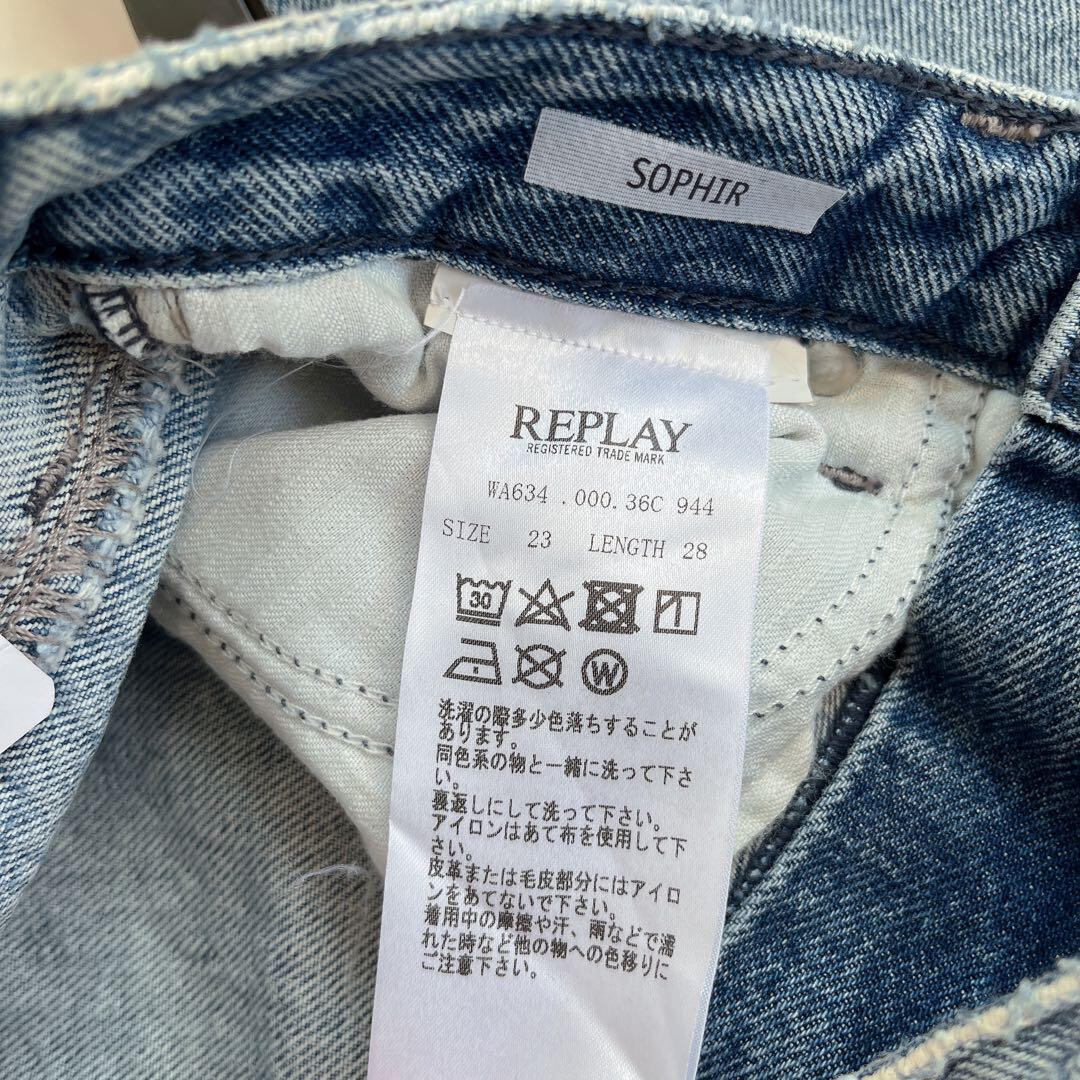 SOPHIR
REPLAY
REGISTERED TRADE MARK
WA634 .000.36C 944
SIZE 23 LENGTH 28
30
W
洗濯の際多少色落ちすることが
あります。
同色系の物と一緒に洗って下さ
い。
裏返しにして洗って下さい。
アイロンはあて布を使用して下
さい。
皮革または毛皮部分にはアイロ
ンをあてないで下さい。
着用中の摩擦や汗、雨などで濡
れた時など他の物への色移りに
ご注意下さい。